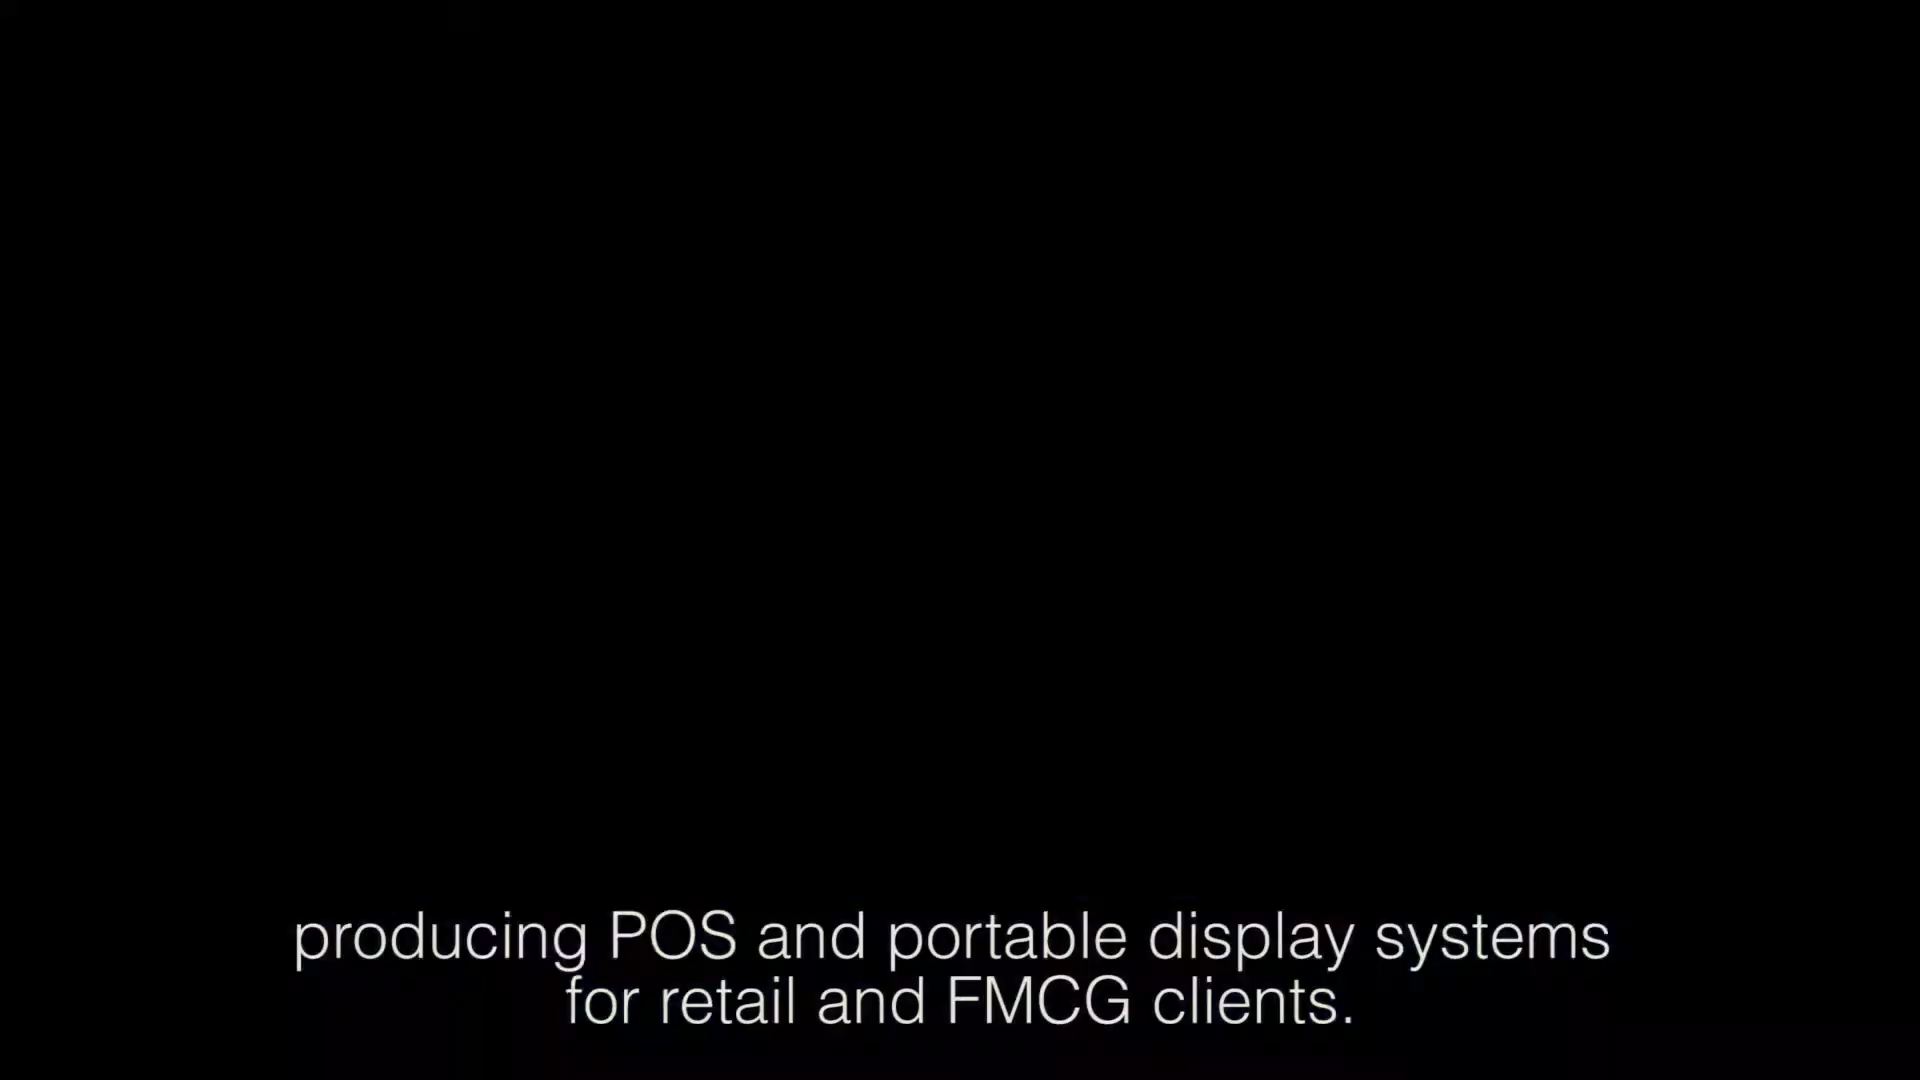 producing POS and portable display systems
for retail and FMCG clients.